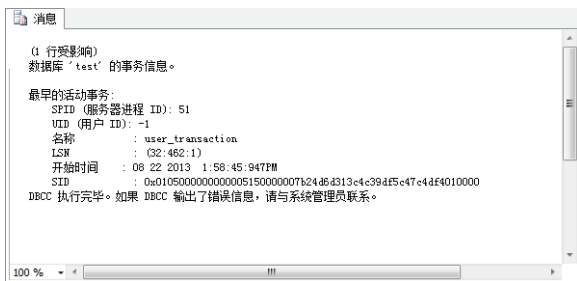 消息
(1 行受影响)
数据库 'test' 的事务信息。
最早的活动事务:
SPID (服务器进程 ID): 51
UID (用户 ID): -1
名称 : user_transaction
LSN : (32:462:1)
开始时间 : 08 22 2013 1:58:45:947PM
SID : 0x0105000000000005150000007b24d6d313c4c39df5c47c4df4010000
DBCC 执行完毕。如果 DBCC 输出了错误信息，请与系统管理员联系。
100 %